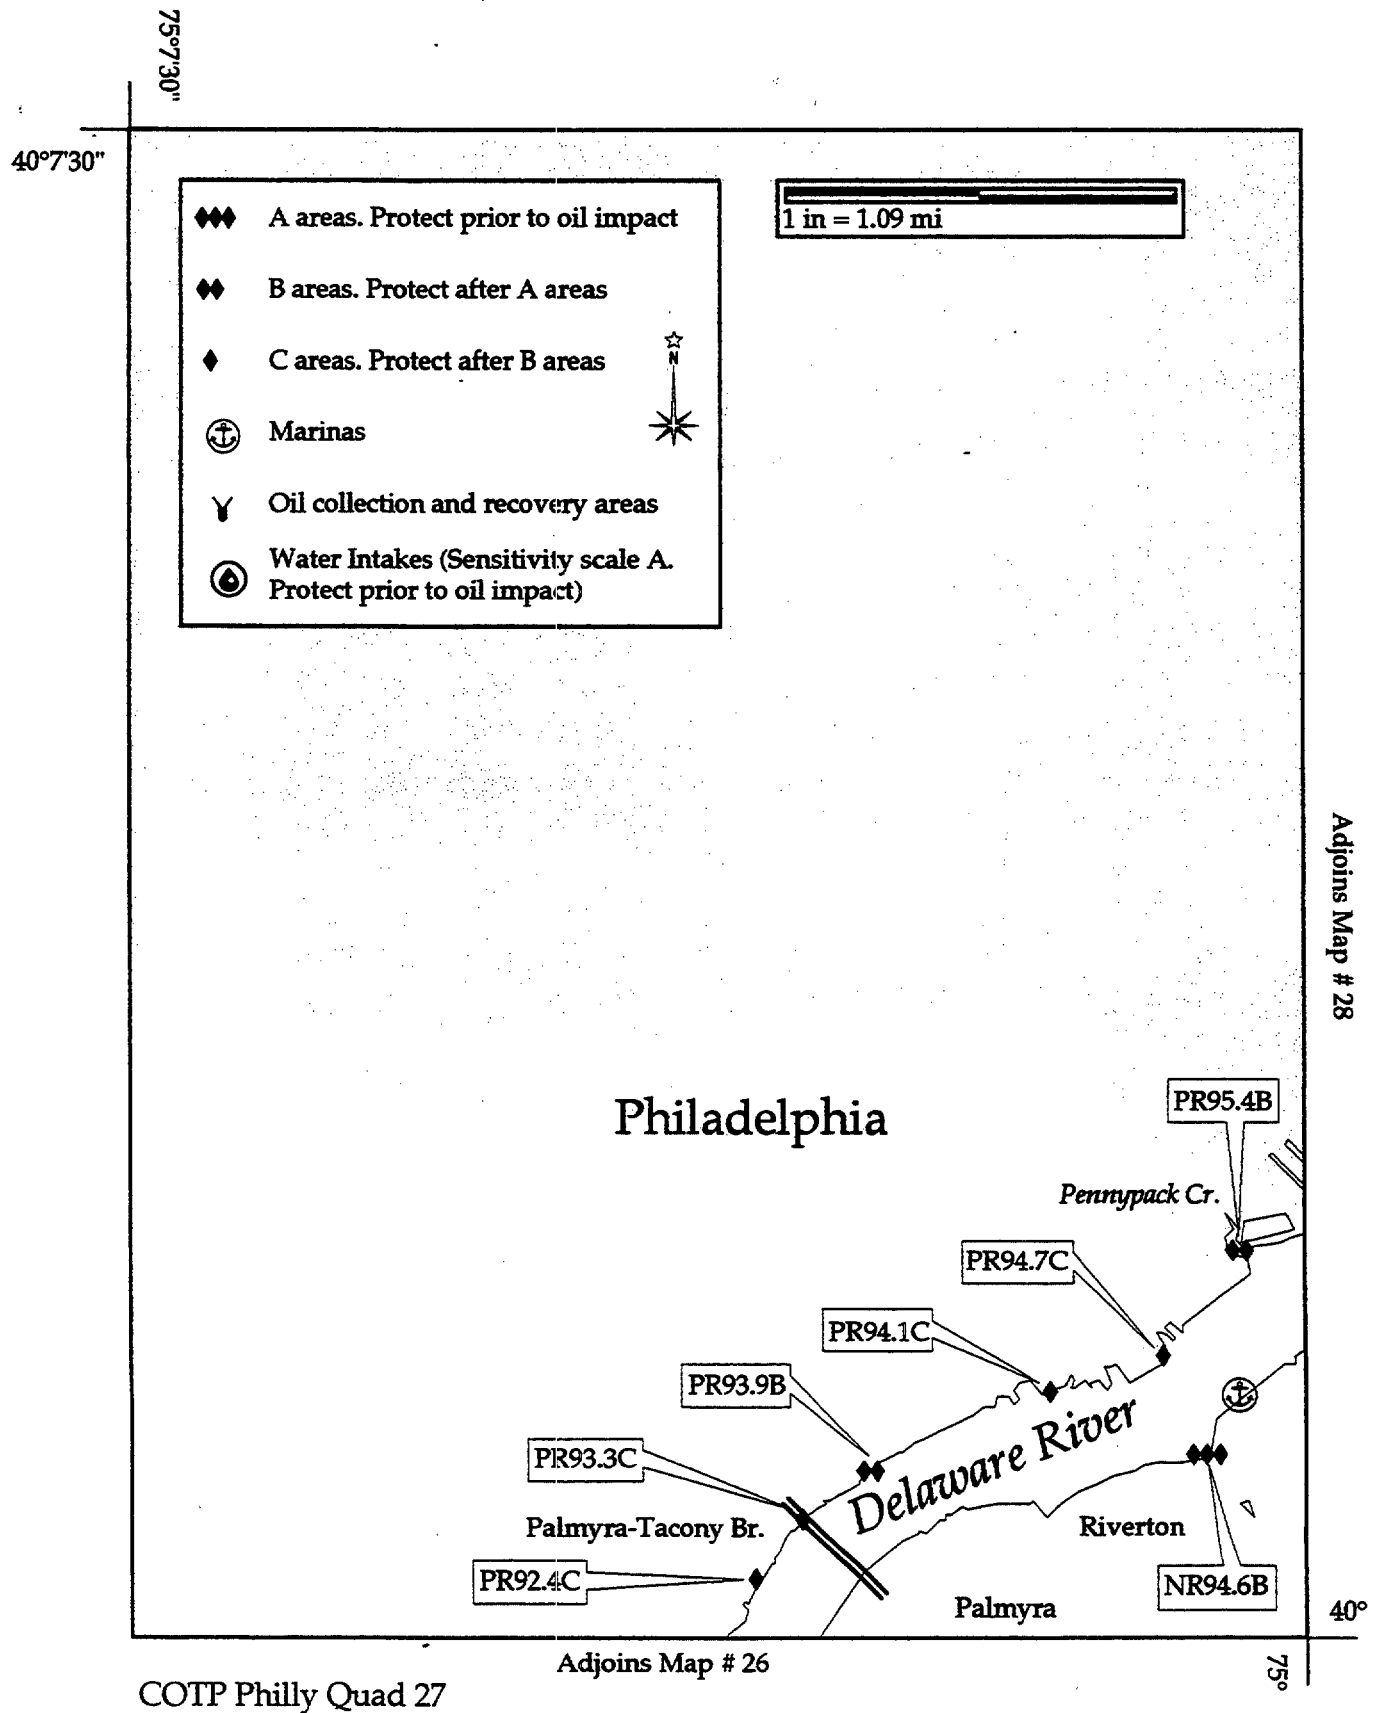 75°7'30"
40°7'30"
A areas. Protect prior to oil impact
B areas. Protect after A areas
C areas. Protect after B areas
N
Marinas
Oil collection and recovery areas
Water Intakes (Sensitivity scale A.
Protect prior to oil impact)
1 in = 1.09 mi
Adjoins Map # 28
Philadelphia
PR95.4B
Pennypack Cr.
PR94.7C
PR94.1C
PR93.9B
Delaware River
PR93.3C
Palmyra-Tacony Br.
Riverton
PR92.4C
NR94.6B
Palmyra
40°
Adjoins Map # 26
75°
COTP Philly Quad 27